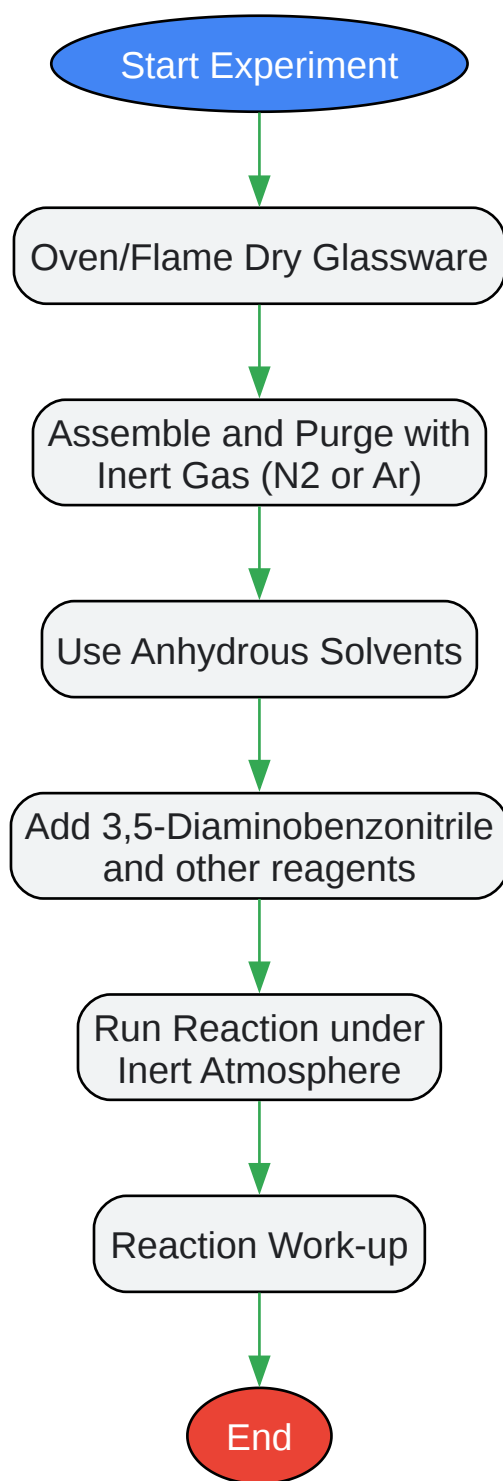 Start Experiment
Oven/Flame Dry Glassware
Assemble and Purge with
Inert Gas (N2 or Ar)
Use Anhydrous Solvents
Add 3,5-Diaminobenzonitrile
and other reagents
Run Reaction under
Inert Atmosphere
Reaction Work-up
End